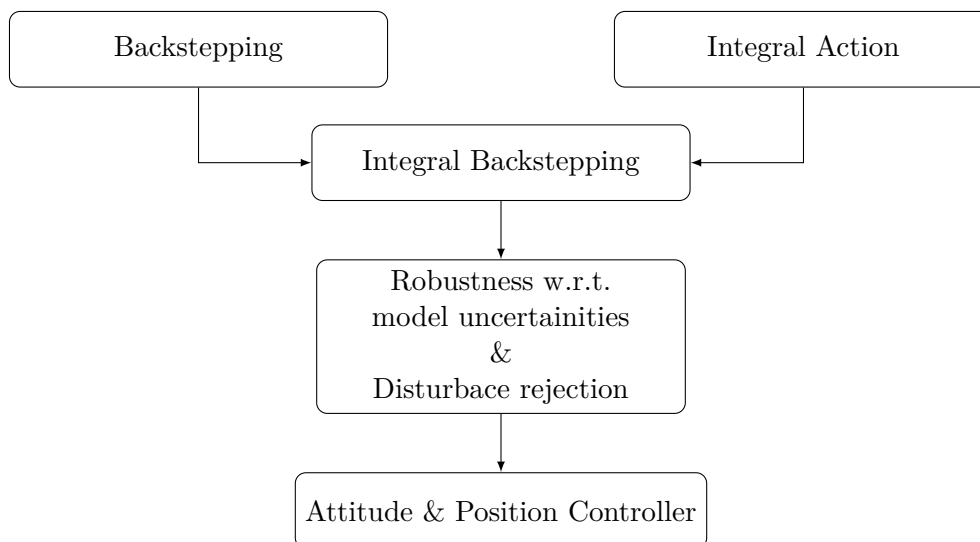 Backstepping
Integral Action
Integral Backstepping
Robustness w.r.t.
model uncertainities
&
Disturbace rejection
Attitude & Position Controller